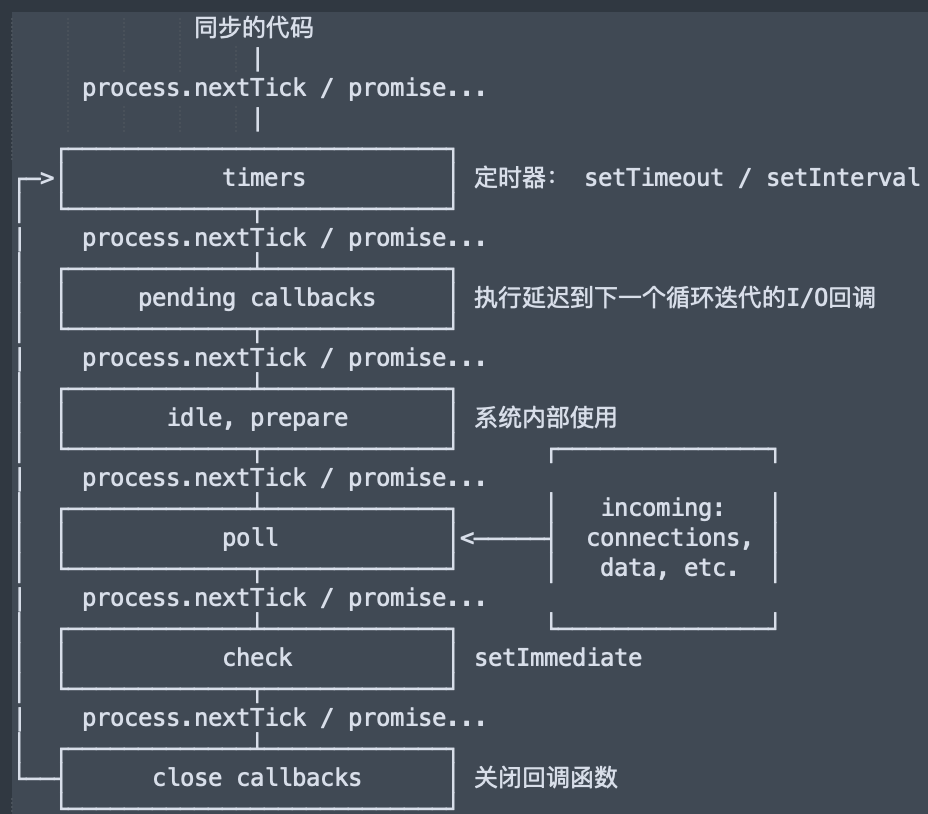 同步的代码
process.nextTick / promise...
timers 定时器： setTimeout / setInterval
process.nextTick / promise...
pending callbacks 执行延迟到下一个循环迭代的I/O回调
process.nextTick / promise...
idle, prepare 系统内部使用
process.nextTick / promise...
incoming:
poll connections,
data, etc.
process.nextTick / promise...
check setImmediate
process.nextTick / promise...
close callbacks 关闭回调函数